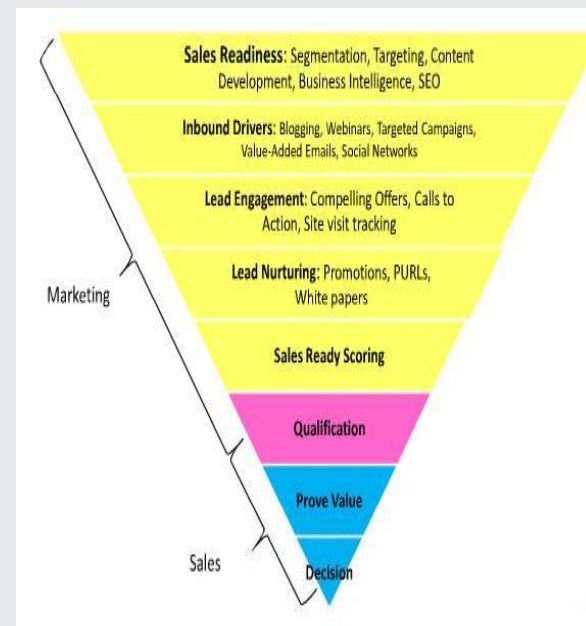 Sales Readiness: Segmentation, Targeting, Content
Development, Business Intelligence, SEO
Inbound Drivers: Blogging, Webinars, Targeted Campaigns,
Value-Added Emails, Social Networks
Lead Engagement: Compelling Offers, Calls to
Action, Site visit tracking
Lead Nurturing: Promotions, PURLs,
White papers
Marketing
Sales Ready Scoring
Qualification
Prove Value
Sales
Decision